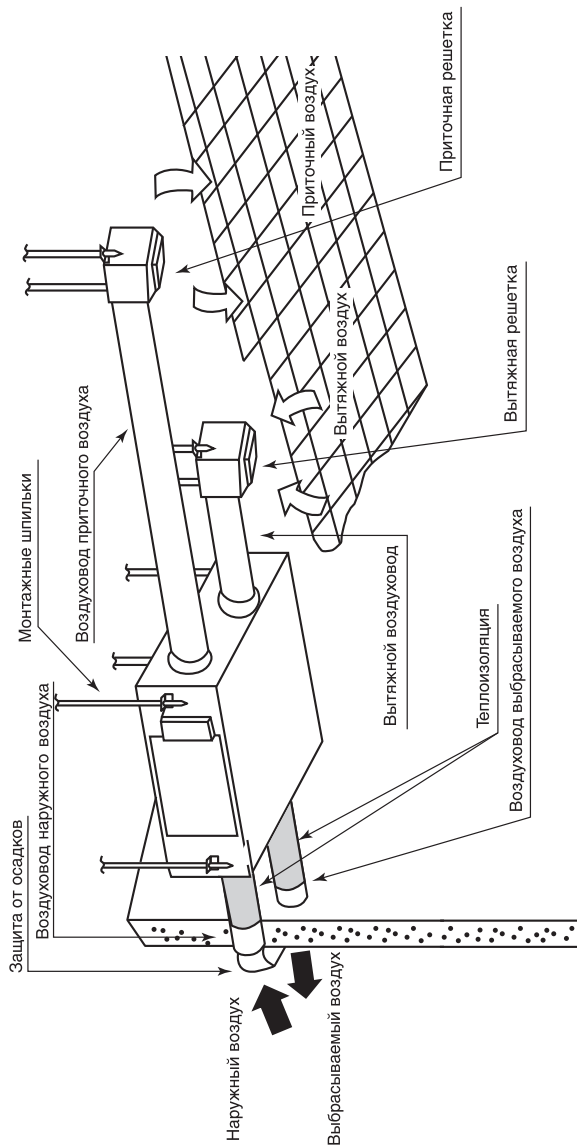 Защита от осадков
Воздуховод наружного воздуха
Монтажные шпильки
Воздуховод приточного воздуха
Наружный воздух
Выбрасываемый воздух
Приточный воздух
Вытяжной воздух
Вытяжной воздуховод
Теплоизоляция
Воздуховод выбрасываемого воздуха
Вытяжная решетка
Приточная решетка